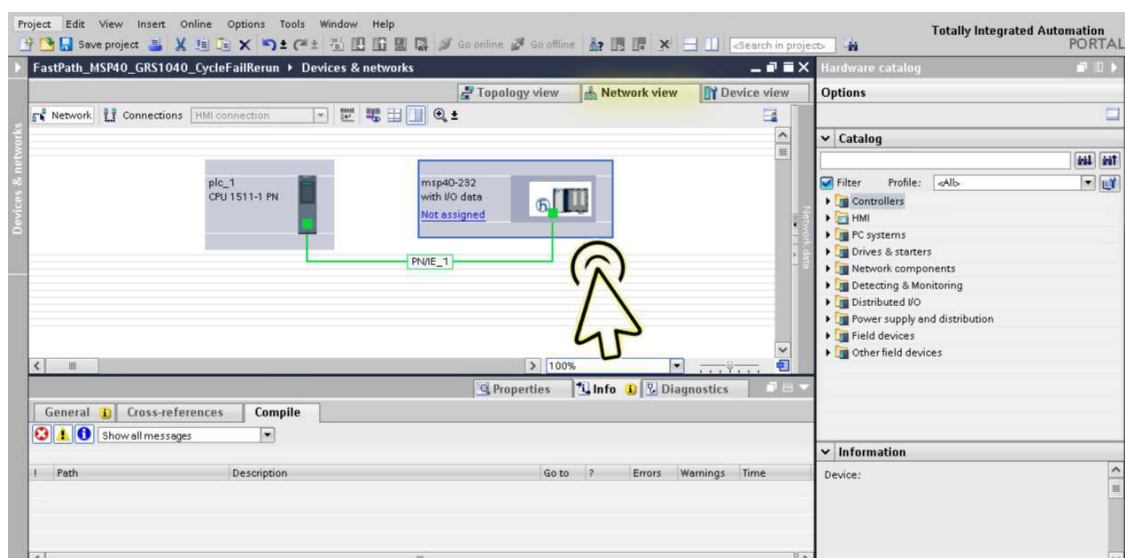 Project Edit View Insert Online Options Tools Window Help
Totally Integrated Automation
PORTAL
Save project Go online Go offline <Search in project>
FastPath_MSP40_GRS1040_CycleFailRerun Devices & networks
Hardware catalog
Topology view Network view Device view
Options
Network Connections HMI connection
Devices & networks
Catalog
Filter Profile: <All>
Controllers
HMI
PC systems
Drives & starters
Network components
Detecting & Monitoring
Distributed I/O
Power supply and distribution
Field devices
Other field devices
plc_1
CPU 1511-1 PN
msp40-232
with I/O data
Not assigned
PN/IE_1
Network data
100%
Properties Info Diagnostics
General Cross-references Compile
Show all messages
! Path Description Go to ? Errors Warnings Time
Information
Device: